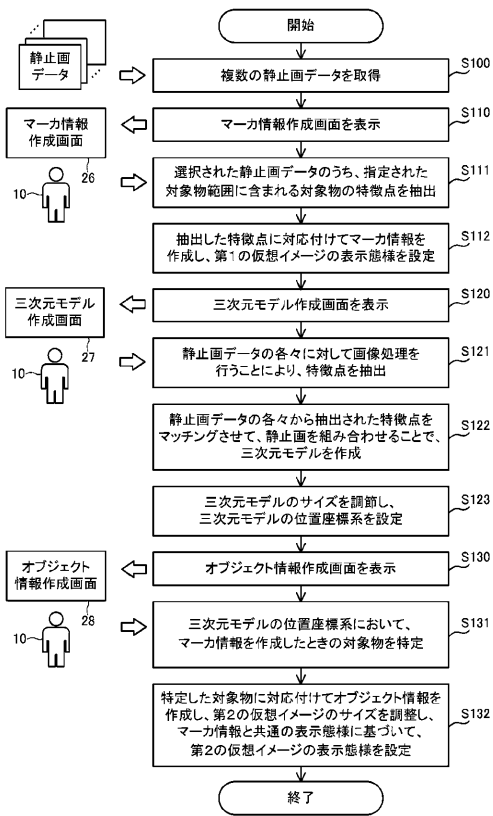 開始
静止画
データ
複数の静止画データを取得
S100
マーカ情報
作成画面
26
マーカ情報作成画面を表示
S110
10
選択された静止画データのうち、指定された
対象物範囲に含まれる対象物の特徴点を抽出
S111
抽出した特徴点に対応付けてマーカ情報を
作成し、第1の仮想イメージの表示態様を設定
S112
三次元モデル
作成画面
27
三次元モデル作成画面を表示
S120
10
静止画データの各々に対して画像処理を
行うことにより、特徴点を抽出
S121
静止画データの各々から抽出された特徴点を
マッチングさせて、静止画を組み合わせることで、
三次元モデルを作成
S122
三次元モデルのサイズを調節し、
三次元モデルの位置座標系を設定
S123
オブジェクト
情報作成画面
28
オブジェクト情報作成画面を表示
S130
10
三次元モデルの位置座標系において、
マーカ情報を作成したときの対象物を特定
S131
特定した対象物に対応付けてオブジェクト情報を
作成し、第2の仮想イメージのサイズを調整し、
マーカ情報と共通の表示態様に基づいて、
第2の仮想イメージの表示態様を設定
S132
終了